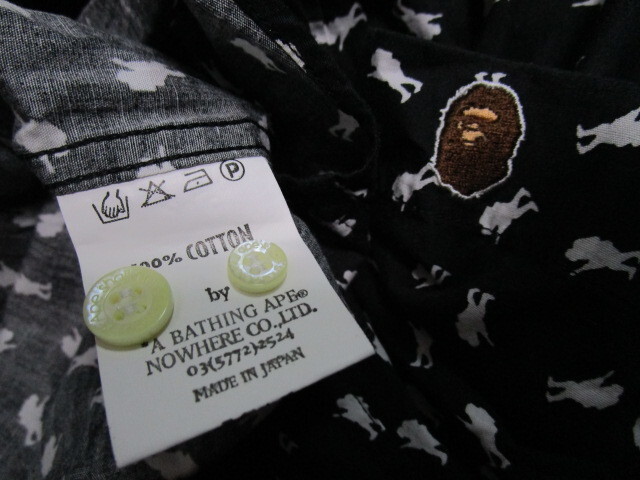 100% COTTON
by
A BATHING APE®
NOWHERE CO., LTD.
03(5772)2524
MADE IN JAPAN